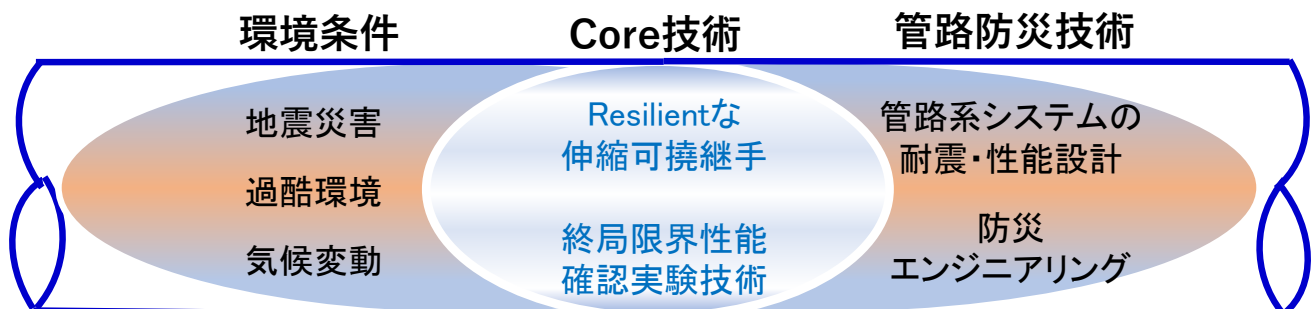 環境条件
Core技術
管路防災技術
地震災害
過酷環境
気候変動
Resilientな
伸縮可撓継手
終局限界性能
確認実験技術
管路系システムの
耐震・性能設計
防災
エンジニアリング